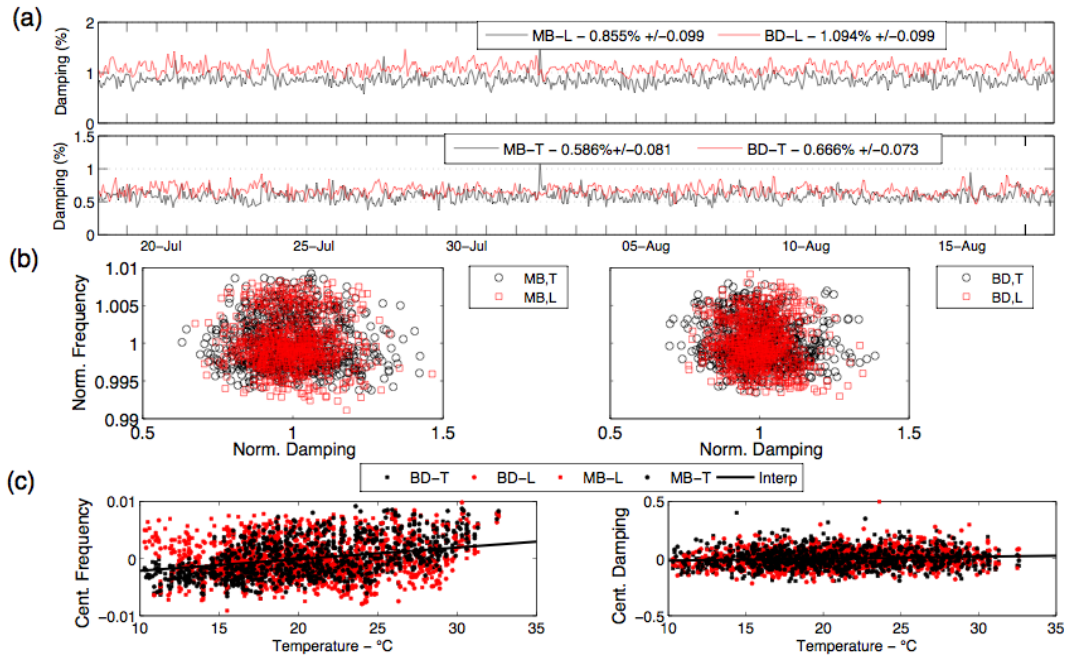 (a)
2
1
0
Damping (%)
MB-L - 0.855% +/-0.099
BD-L - 1.094% +/-0.099
1.5
1
0.5
0
Damping (%)
MB-T - 0.586%+/-0.081
BD-T - 0.666% +/-0.073
20-Jul
25-Jul
30-Jul
05-Aug
10-Aug
15-Aug
(b)
1.01
1.005
1
0.995
0.99
Norm. Frequency
0.5
1
1.5
Norm. Damping
MB,T
MB,L
0.5
1
1.5
Norm. Damping
BD,T
BD,L
(c)
BD-T
BD-L
MB-L
MB-T
Interp
0.01
0
-0.01
Cent. Frequency
10 15 20 25 30 35
Temperature - °C
0.5
0
-0.5
Cent. Damping
10 15 20 25 30 35
Temperature - °C